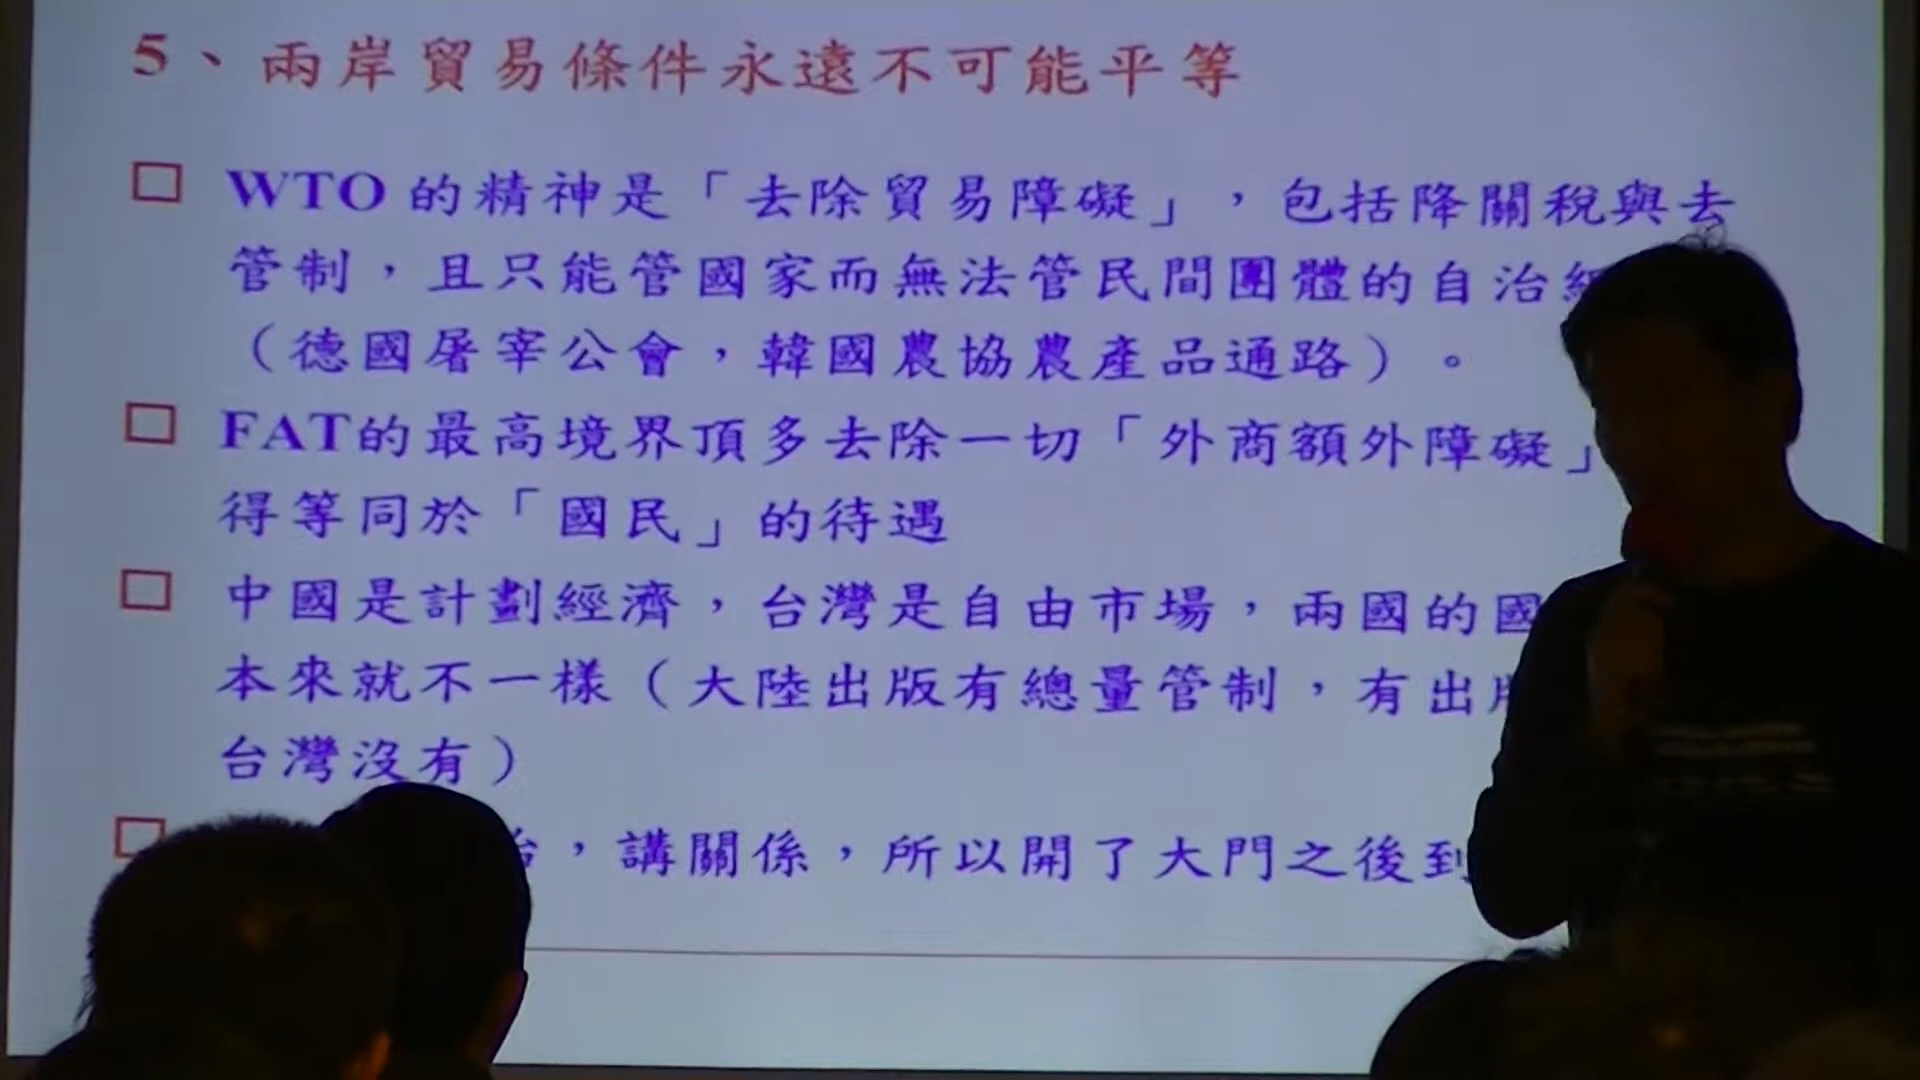 5、兩岸貿易條件永遠不可能平等
WTO 的精神是「去除貿易障礙」，包括降關稅與去
管制，且只能管國家而無法管民間團體的自治
（德國屠宰公會，韓國農協農產品通路）。
FAT的最高境界頂多去除一切「外商額外障礙」
得等同於「國民」的待遇
中國是計劃經濟，台灣是自由市場，兩國的國
本來就不一樣（大陸出版有總量管制，有出
台灣沒有）
，講關係，所以開了大門之後到